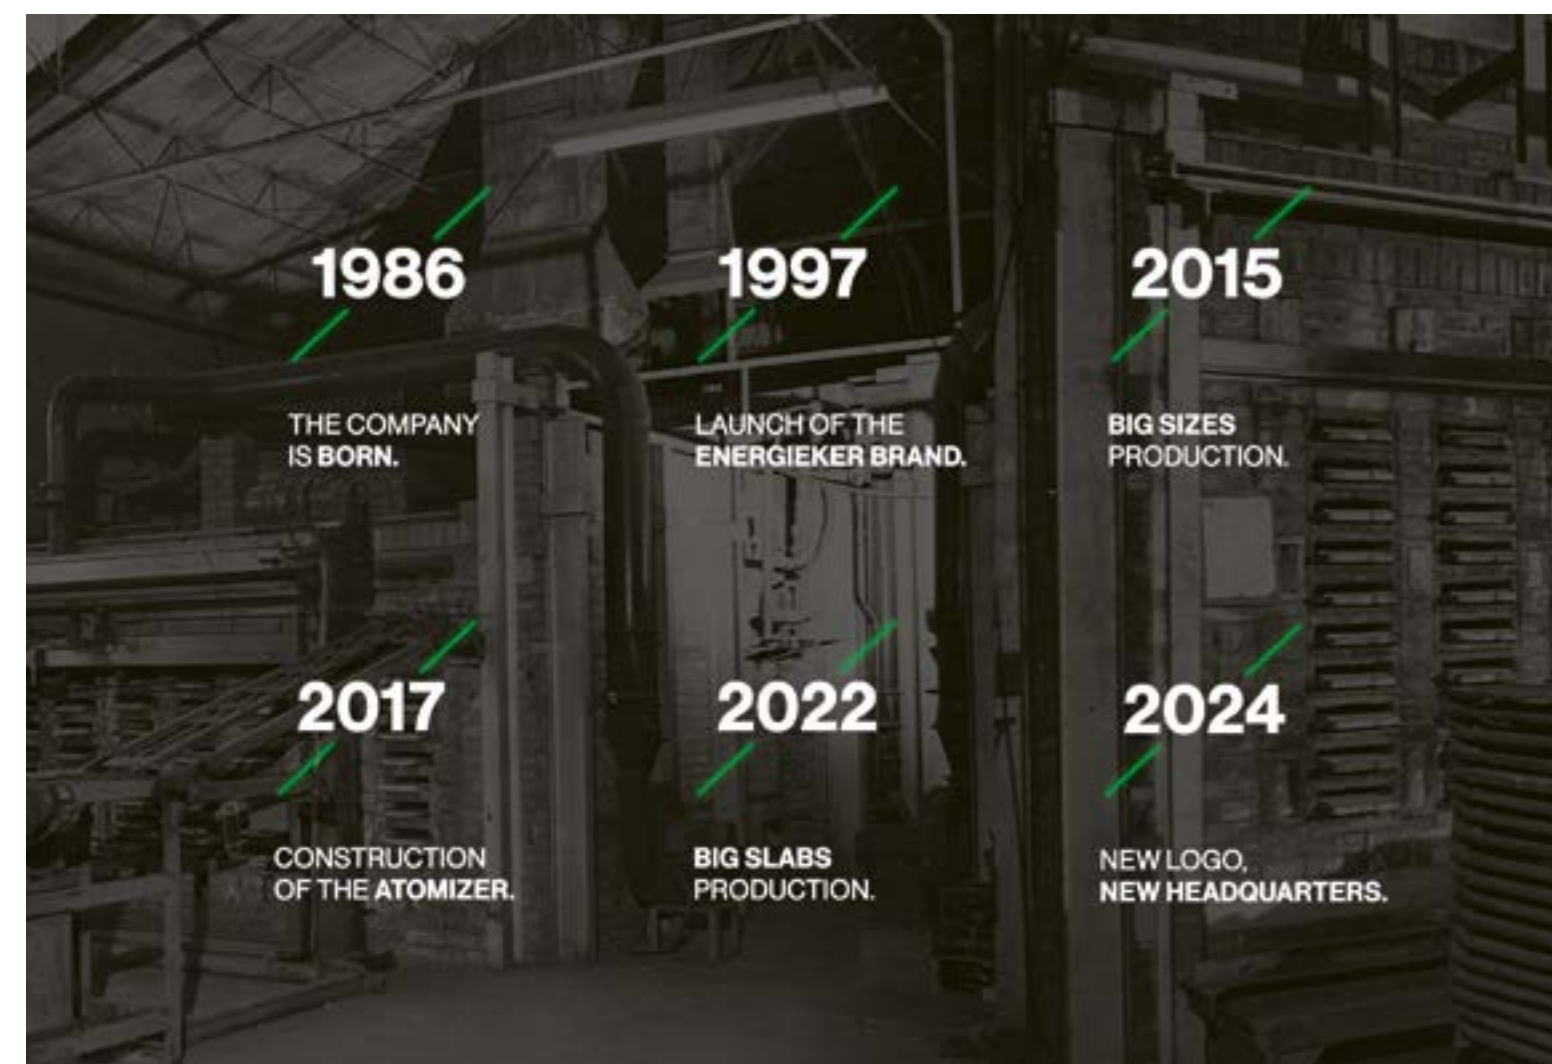 1986
THE COMPANY
IS BORN.
1997
LAUNCH OF THE
ENERGIEKER BRAND.
2015
BIG SIZES
PRODUCTION.
2017
CONSTRUCTION
OF THE ATOMIZER.
2022
BIG SLABS
PRODUCTION.
2024
NEW LOGO,
NEW HEADQUARTERS.